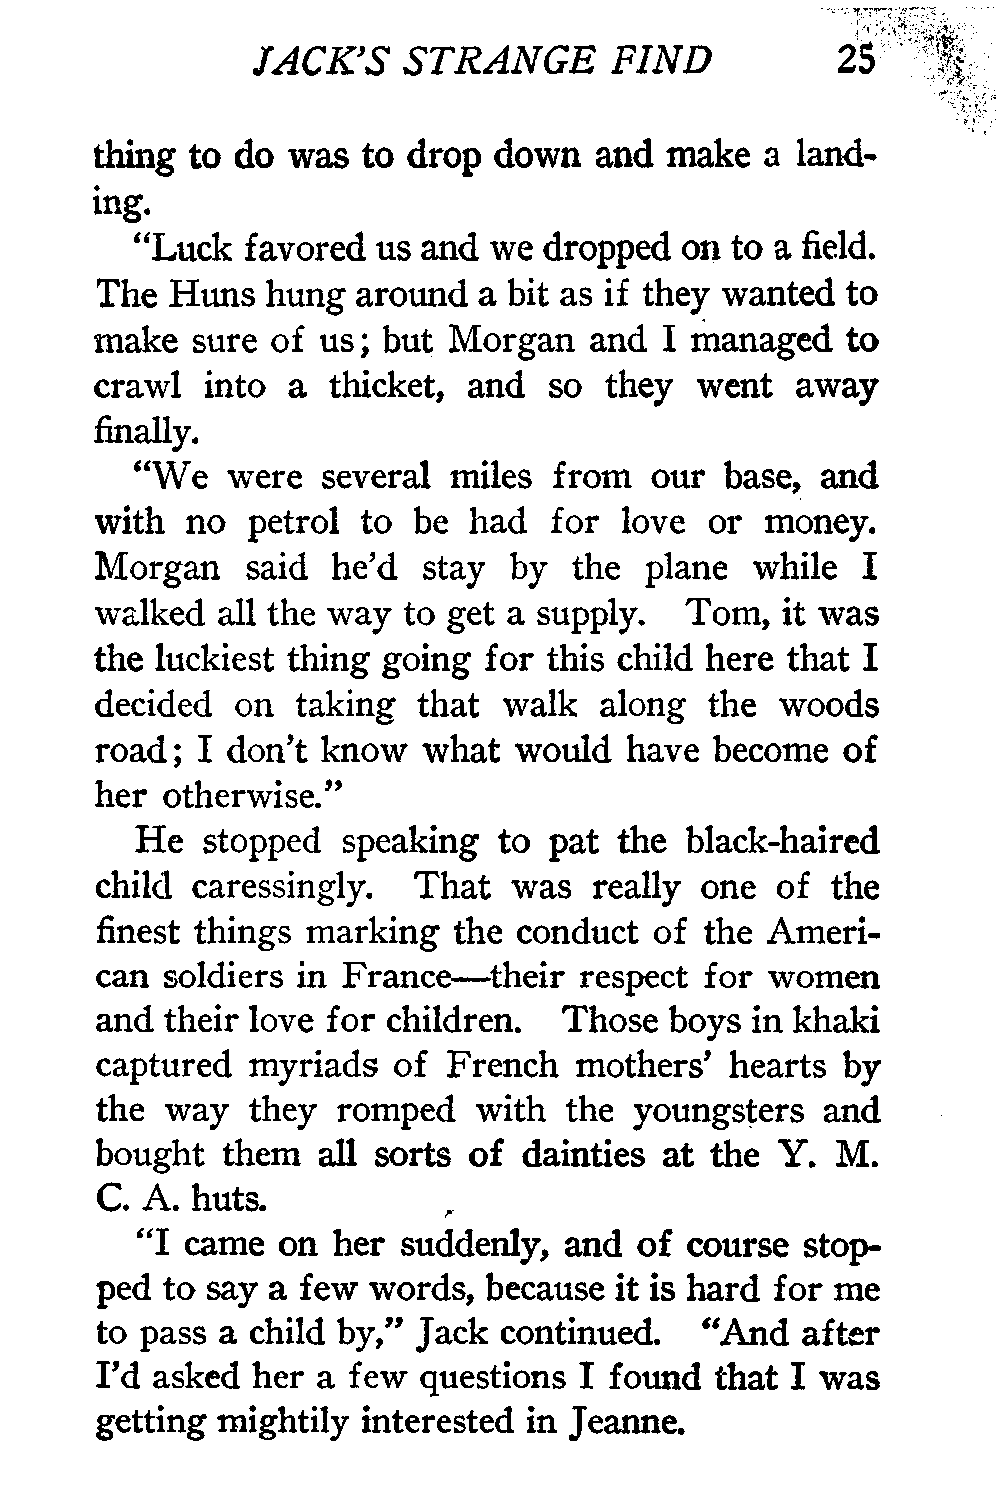 JACK'S STRANGE FIND 25
thing to do was to drop down and make a land-
ing.
"Luck favored us and we dropped on to a field.
The Huns hung around a bit as if they wanted to
make sure of us; but Morgan and I managed to
crawl into a thicket, and so they went away
finally.
"We were several miles from our base, and
with no petrol to be had for love or money.
Morgan said he'd stay by the plane while I
walked all the way to get a supply. Tom, it was
the luckiest thing going for this child here that I
decided on taking that walk along the woods
road; I don't know what would have become of
her otherwise."
He stopped speaking to pat the black-haired
child caressingly. That was really one of the
finest things marking the conduct of the Ameri-
can soldiers in France—their respect for women
and their love for children. Those boys in khaki
captured myriads of French mothers' hearts by
the way they romped with the youngsters and
bought them all sorts of dainties at the Y. M.
C. A. huts.
"I came on her suddenly, and of course stop-
ped to say a few words, because it is hard for me
to pass a child by," Jack continued. "And after
I'd asked her a few questions I found that I was
getting mightily interested in Jeanne.